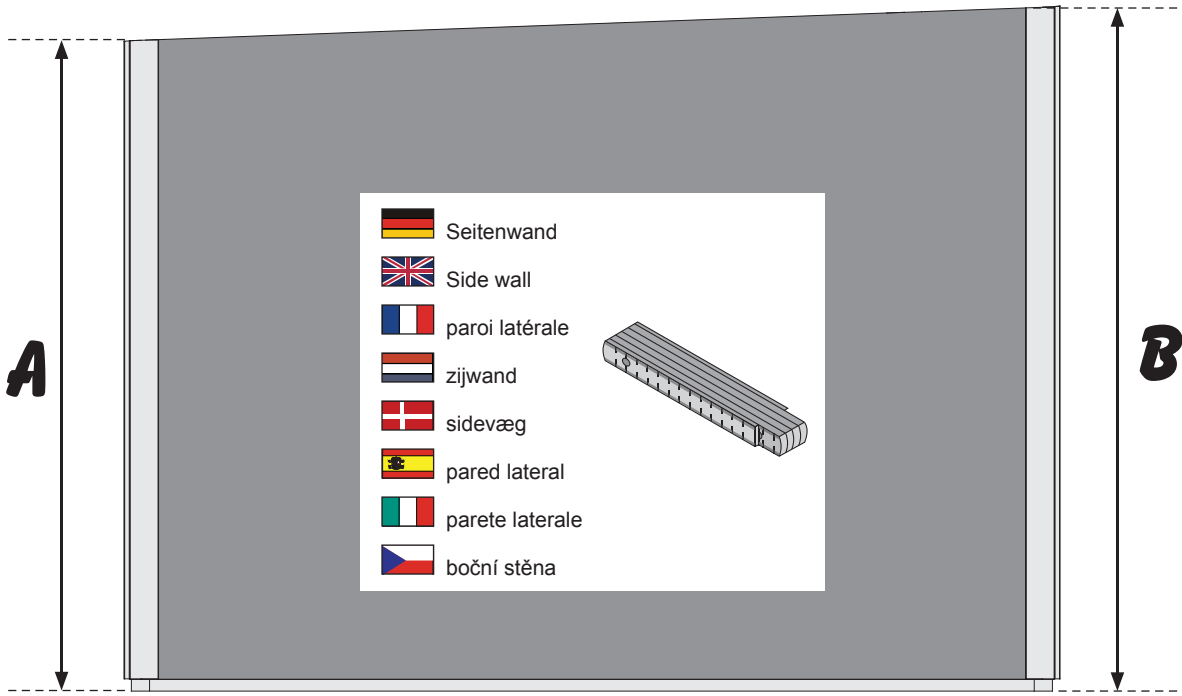 A
Seitenwand
Side wall
paroi latérale
zijwand
sidevæg
pared lateral
parete laterale
boční stěna
B